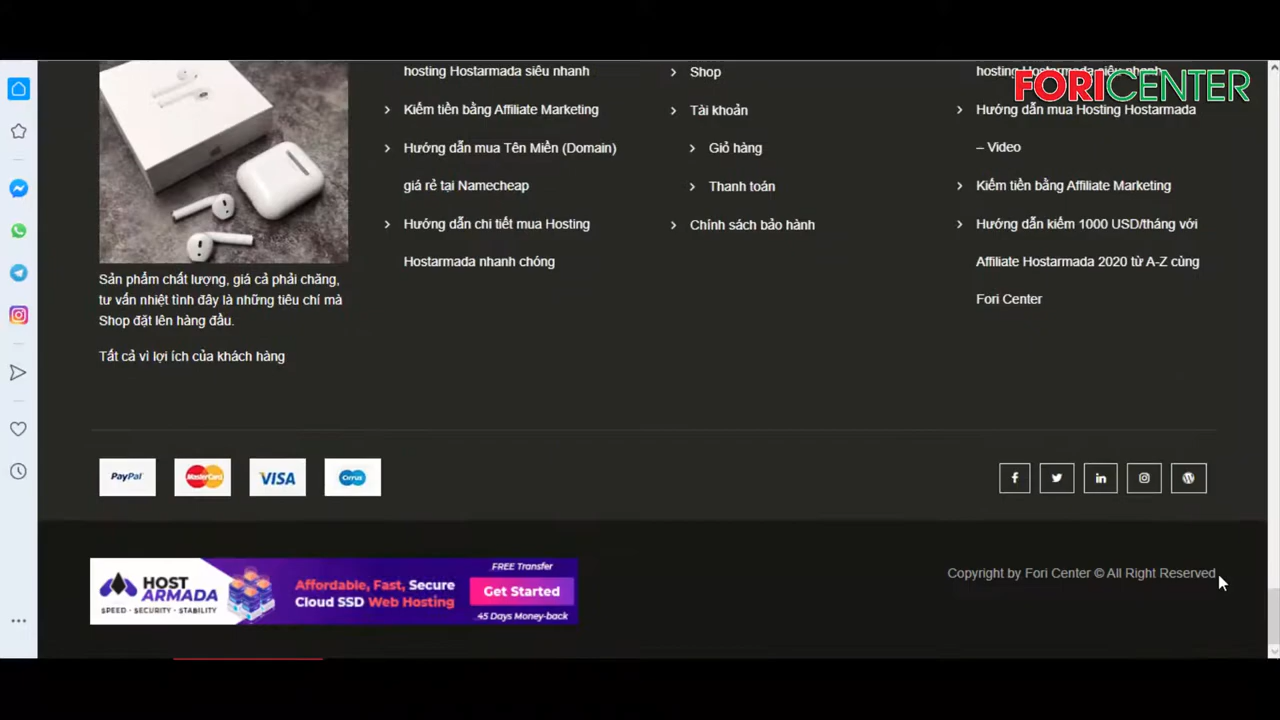 FORICENTER
hosting Hostarmada siêu nhanh
Kiếm tiền bằng Affiliate Marketing
Hướng dẫn mua Tên Miền (Domain)
giá rẻ tại Namecheap
Hướng dẫn chi tiết mua Hosting
Hostarmada nhanh chóng
Shop
Tài khoản
Giỏ hàng
Thanh toán
Chính sách bảo hành
hosting Hostarmada siêu nhanh
Hướng dẫn mua Hosting Hostarmada
– Video
Kiếm tiền bằng Affiliate Marketing
Hướng dẫn kiếm 1000 USD/tháng với
Affiliate Hostarmada 2020 từ A-Z cùng
Fori Center
Sản phẩm chất lượng, giá cả phải chăng,
tư vấn nhiệt tình đây là những tiêu chí mà
Shop đặt lên hàng đầu.
Tất cả vì lợi ích của khách hàng
PayPal
MasterCard
VISA
Cirrus
HOST
ARMADA
SPEED - SECURITY - STABILITY
Affordable, Fast, Secure
Cloud SSD Web Hosting
FREE Transfer
Get Started
45 Days Money-back
Copyright by Fori Center © All Right Reserved